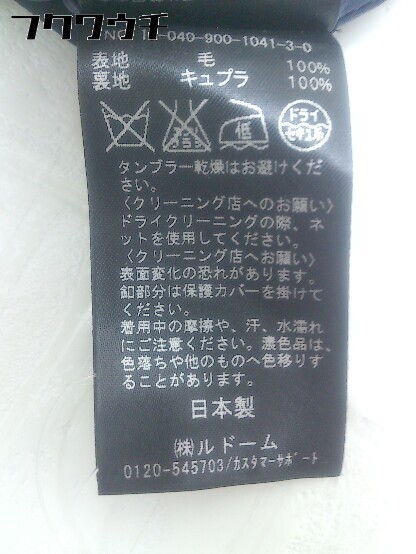 フクワウチ
040-900-1041-3-0
表地 毛 100%
裏地 キュプラ 100%
低
ドライ
セキユ系
タンブラー乾燥はお避けくだ
さい。
〈クリーニング店へのお願い〉
ドライクリーニングの際、ネ
ットを使用してください。
〈クリーニング店へお願い〉
表面変化の恐れがあります。
釦部分は保護カバーを掛けて
ください。
着用中の摩擦や、汗、水濡れ
にご注意ください。濃色品は、
色落ちや他のものへ色移りす
ることがあります。
日本製
(株)ルドーム
0120-545703/カスタマーサポート